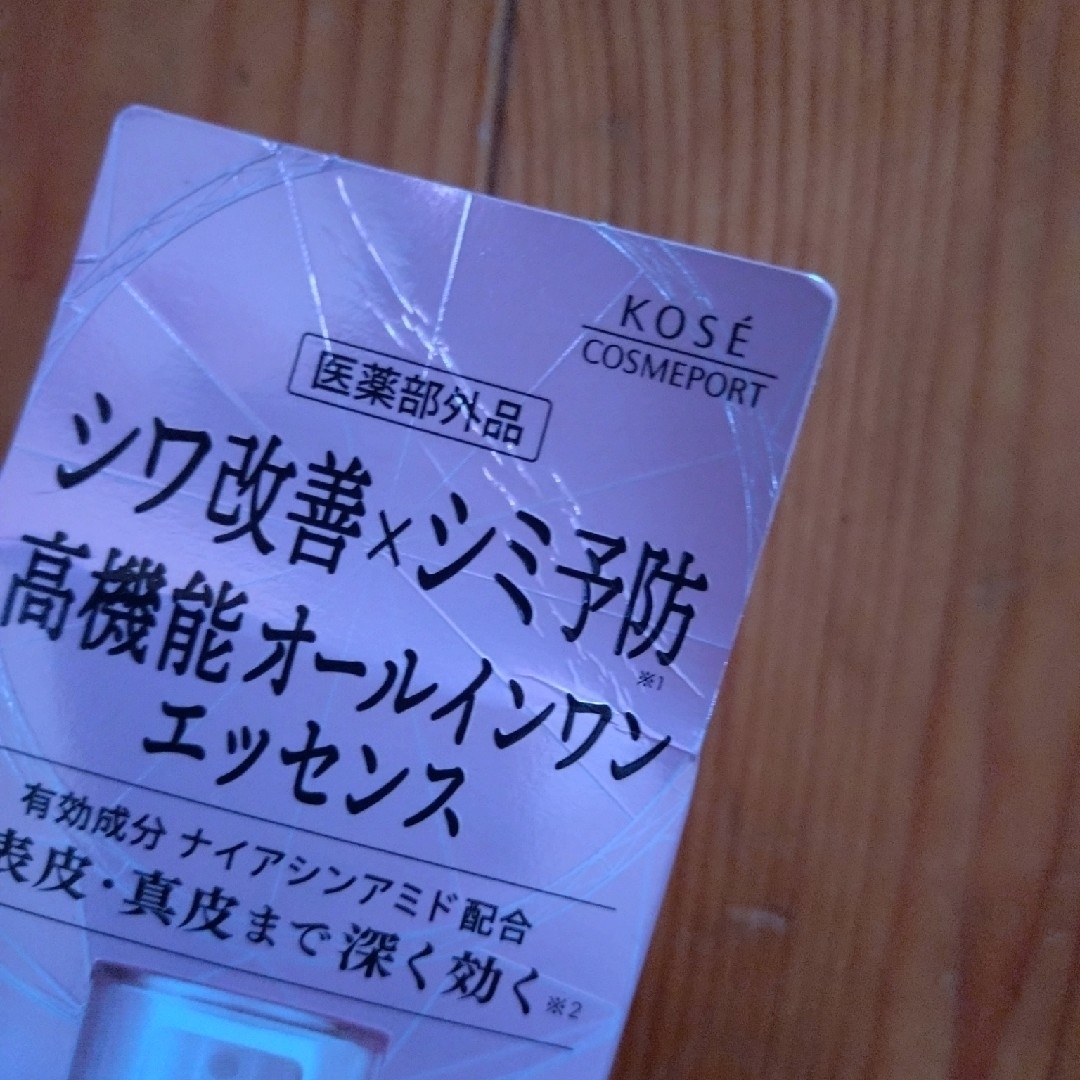 KOSÉ
COSMEPORT
医薬部外品
シワ改善×シミ予防
※1
高機能オールインワン
エッセンス
有効成分 ナイアシンアミド配合
表皮・真皮まで深く効く※2